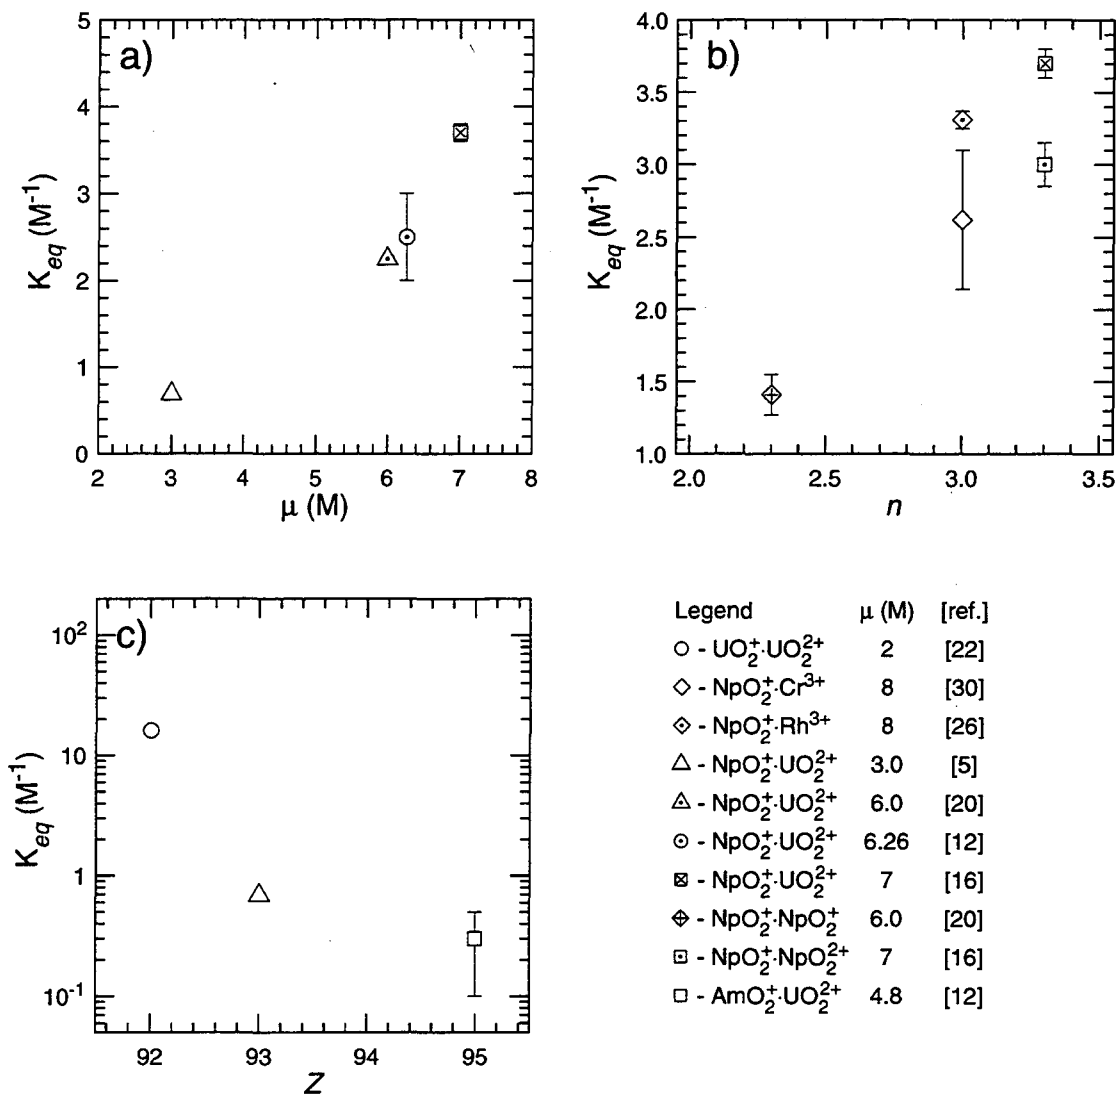 a)
5
4
3
2
1
0
K_eq (M⁻¹)
2 3 4 5 6 7 8
μ (M)
b)
4.0
3.5
3.0
2.5
2.0
1.5
1.0
K_eq (M⁻¹)
2.0 2.5 3.0 3.5
n
c)
10²
10
1
10⁻¹
K_eq (M⁻¹)
92 93 94 95
Z
Legend μ (M) [ref.]
○ - UO₂⁺·UO₂²⁺ 2 [22]
◇ - NpO₂⁺·Cr³⁺ 8 [30]
⟐ - NpO₂⁺·Rh³⁺ 8 [26]
△ - NpO₂⁺·UO₂²⁺ 3.0 [5]
◬ - NpO₂⁺·UO₂²⁺ 6.0 [20]
⊙ - NpO₂⁺·UO₂²⁺ 6.26 [12]
⊠ - NpO₂⁺·UO₂²⁺ 7 [16]
⌖ - NpO₂⁺·NpO₂⁺ 6.0 [20]
⊡ - NpO₂⁺·NpO₂²⁺ 7 [16]
□ - AmO₂⁺·UO₂²⁺ 4.8 [12]